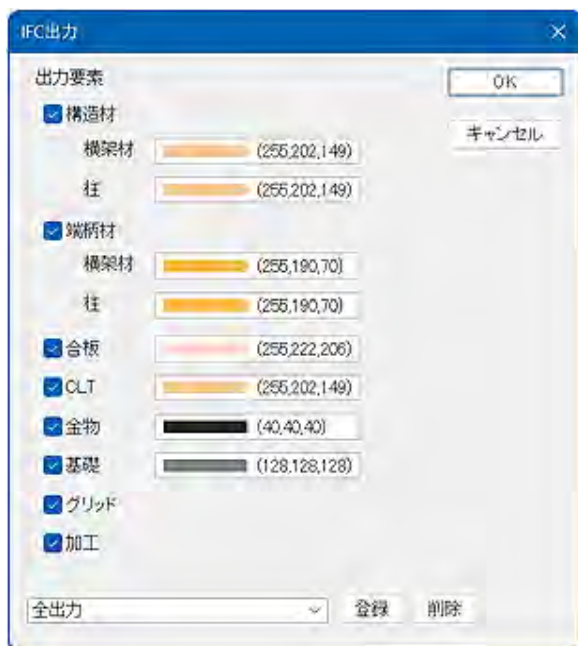 IFC出力
出力要素
OK
キャンセル
構造材
横架材 (255,202,149)
柱 (255,202,149)
端柄材
横架材 (255,190,70)
柱 (255,190,70)
合板 (255,222,206)
CLT (255,202,149)
金物 (40,40,40)
基礎 (128,128,128)
グリッド
加工
全出力 登録 削除